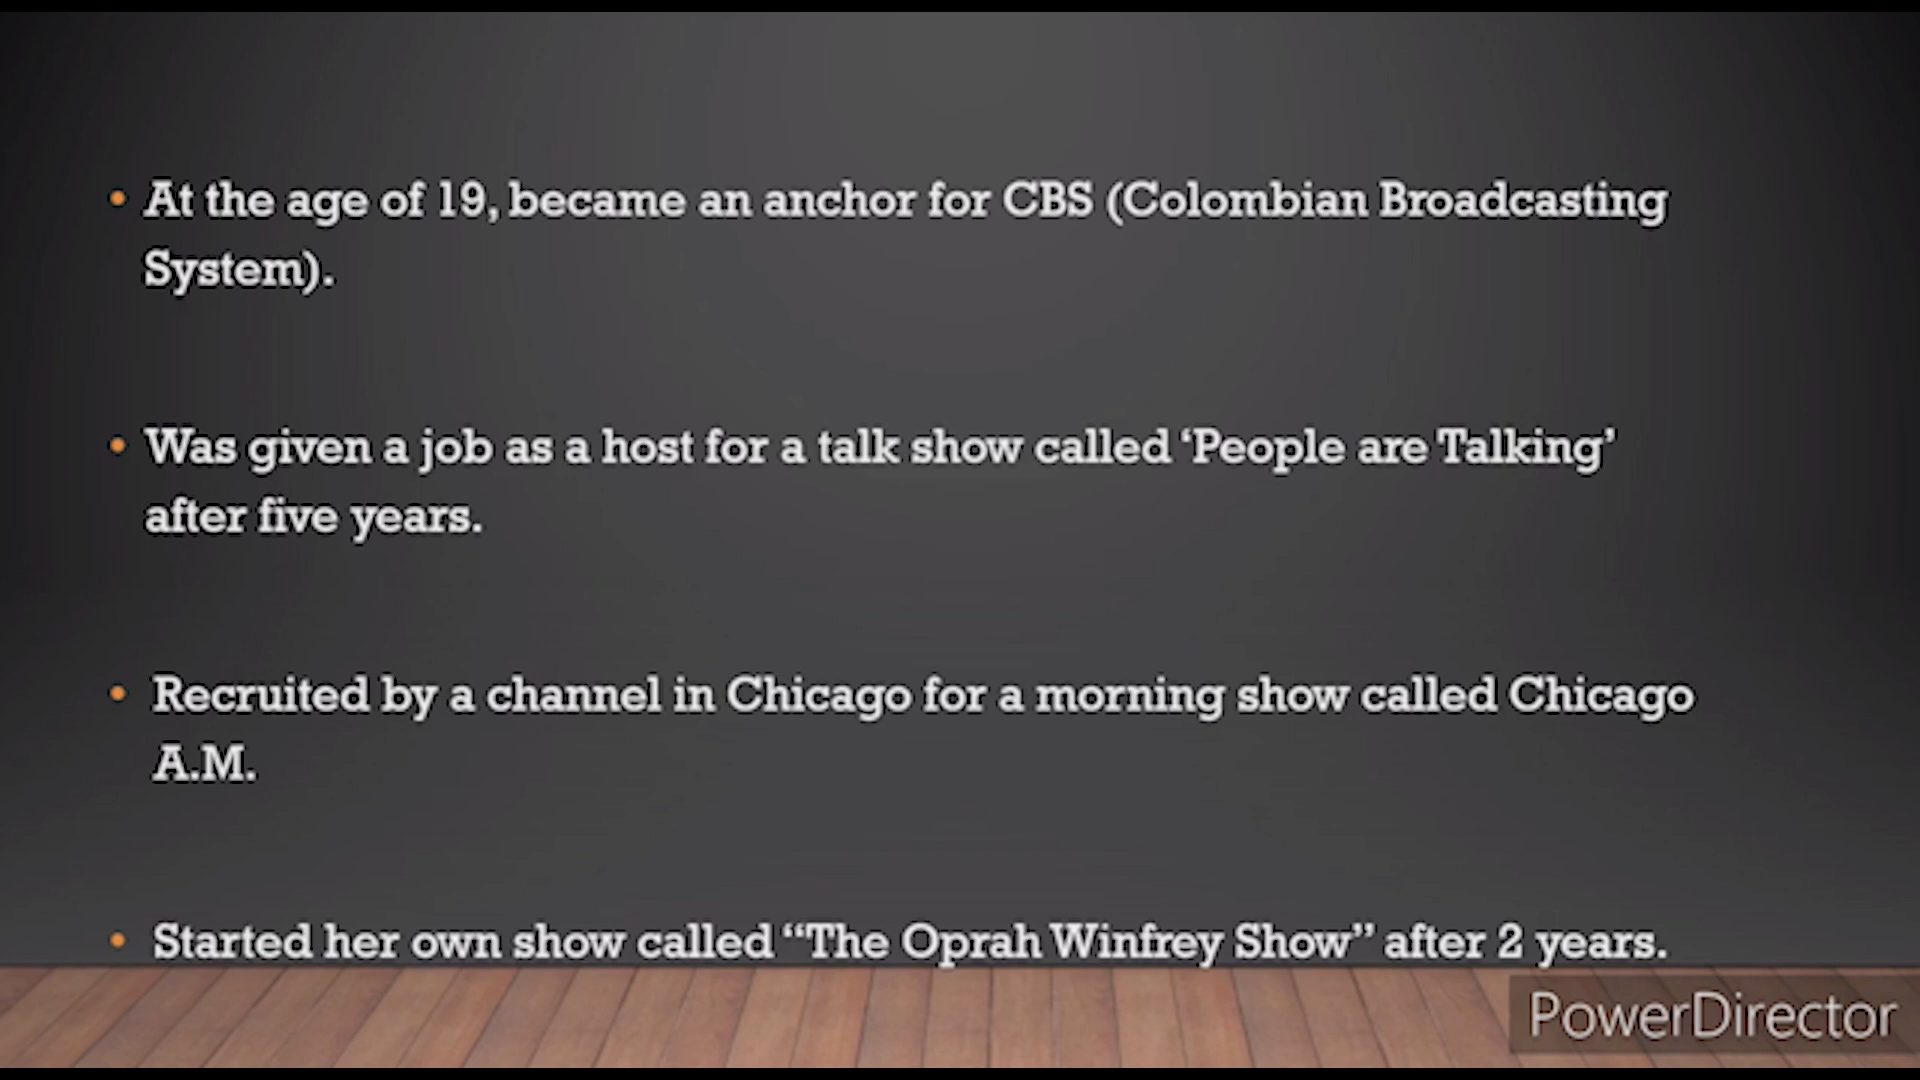 • At the age of 19, became an anchor for CBS (Colombian Broadcasting
System).
• Was given a job as a host for a talk show called ‘People are Talking’
after five years.
• Recruited by a channel in Chicago for a morning show called Chicago
A.M.
• Started her own show called “The Oprah Winfrey Show” after 2 years.
PowerDirector